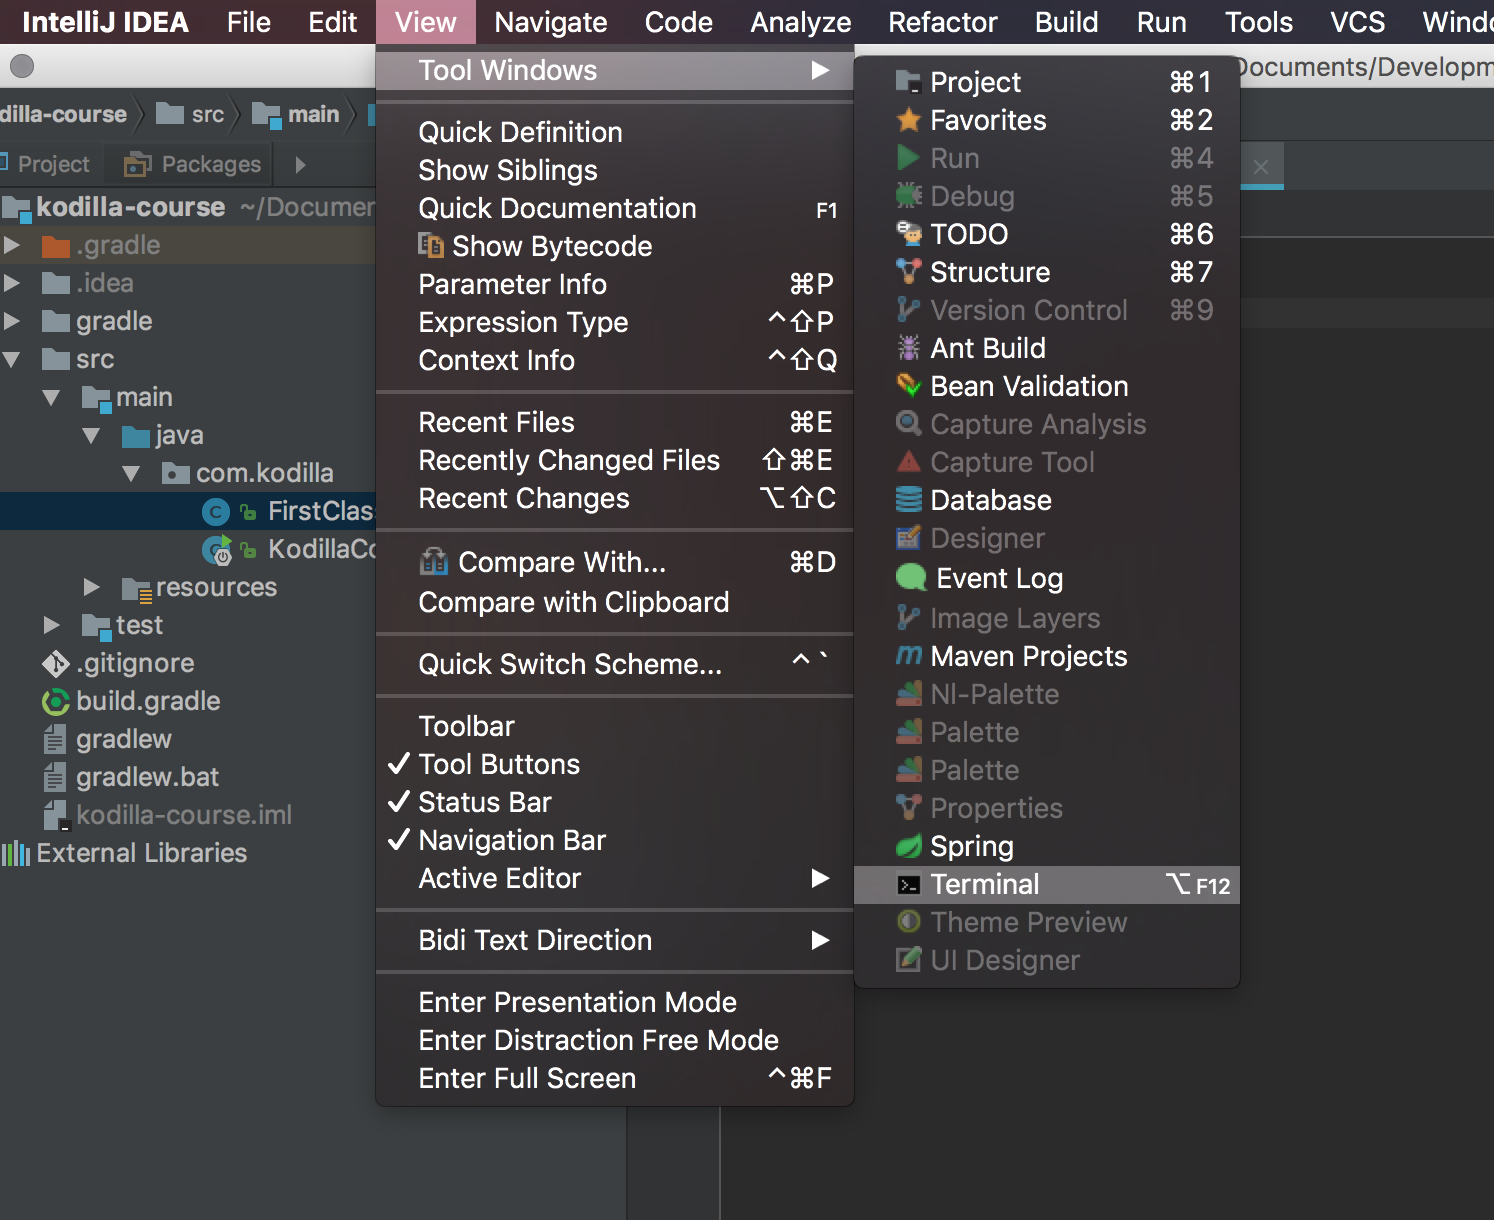 IntelliJ IDEA File Edit View Navigate Code Analyze Refactor Build Run Tools VCS
Documents/Developm
dilla-course src main
Project Packages
kodilla-course ~/Documen
.gradle
.idea
gradle
src
main
java
com.kodilla
FirstClas
KodillaCo
resources
test
.gitignore
build.gradle
gradlew
gradlew.bat
kodilla-course.iml
External Libraries
Tool Windows
Quick Definition
Show Siblings
Quick Documentation F1
Show Bytecode
Parameter Info ⌘P
Expression Type ^⇧P
Context Info ^⇧Q
Recent Files ⌘E
Recently Changed Files ⇧⌘E
Recent Changes ⌥⇧C
Compare With... ⌘D
Compare with Clipboard
Quick Switch Scheme... ^`
Toolbar
✓ Tool Buttons
✓ Status Bar
✓ Navigation Bar
Active Editor
Bidi Text Direction
Enter Presentation Mode
Enter Distraction Free Mode
Enter Full Screen ^⌘F
Project ⌘1
Favorites ⌘2
Run ⌘4
Debug ⌘5
TODO ⌘6
Structure ⌘7
Version Control ⌘9
Ant Build
Bean Validation
Capture Analysis
Capture Tool
Database
Designer
Event Log
Image Layers
Maven Projects
Nl-Palette
Palette
Palette
Properties
Spring
Terminal ⌥F12
Theme Preview
UI Designer